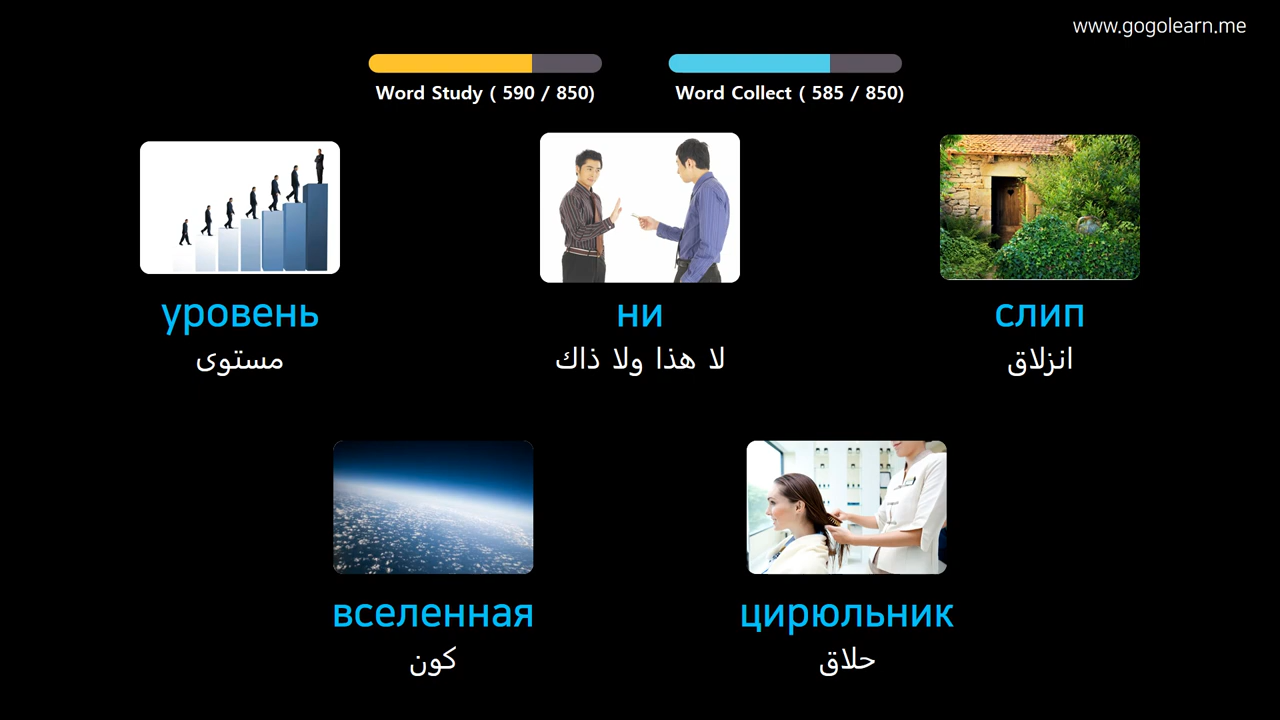 www.gogolearn.me
Word Study ( 590 / 850)
Word Collect ( 585 / 850)
уровень
مستوى
ни
لا هذا ولا ذاك
слип
انزلاق
вселенная
كون
цирюльник
حلاق